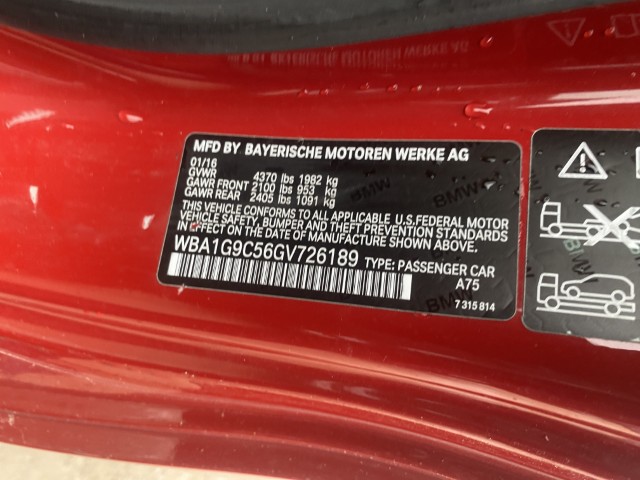 MFD BY BAYERISCHE MOTOREN WERKE AG
01/16
GVWR 4370 lbs 1982 kg
GAWR FRONT 2100 lbs 953 kg
GAWR REAR 2405 lbs 1091 kg
THIS VEHICLE CONFORMS TO ALL APPLICABLE U.S.FEDERAL MOTOR
VEHICLE SAFETY, BUMPER AND THEFT PREVENTION STANDARDS
IN EFFECT ON THE DATE OF MANUFACTURE SHOWN ABOVE.
WBA1G9C56GV726189 TYPE: PASSENGER CAR
A75
7 315 814
BMW
BMW
BMW